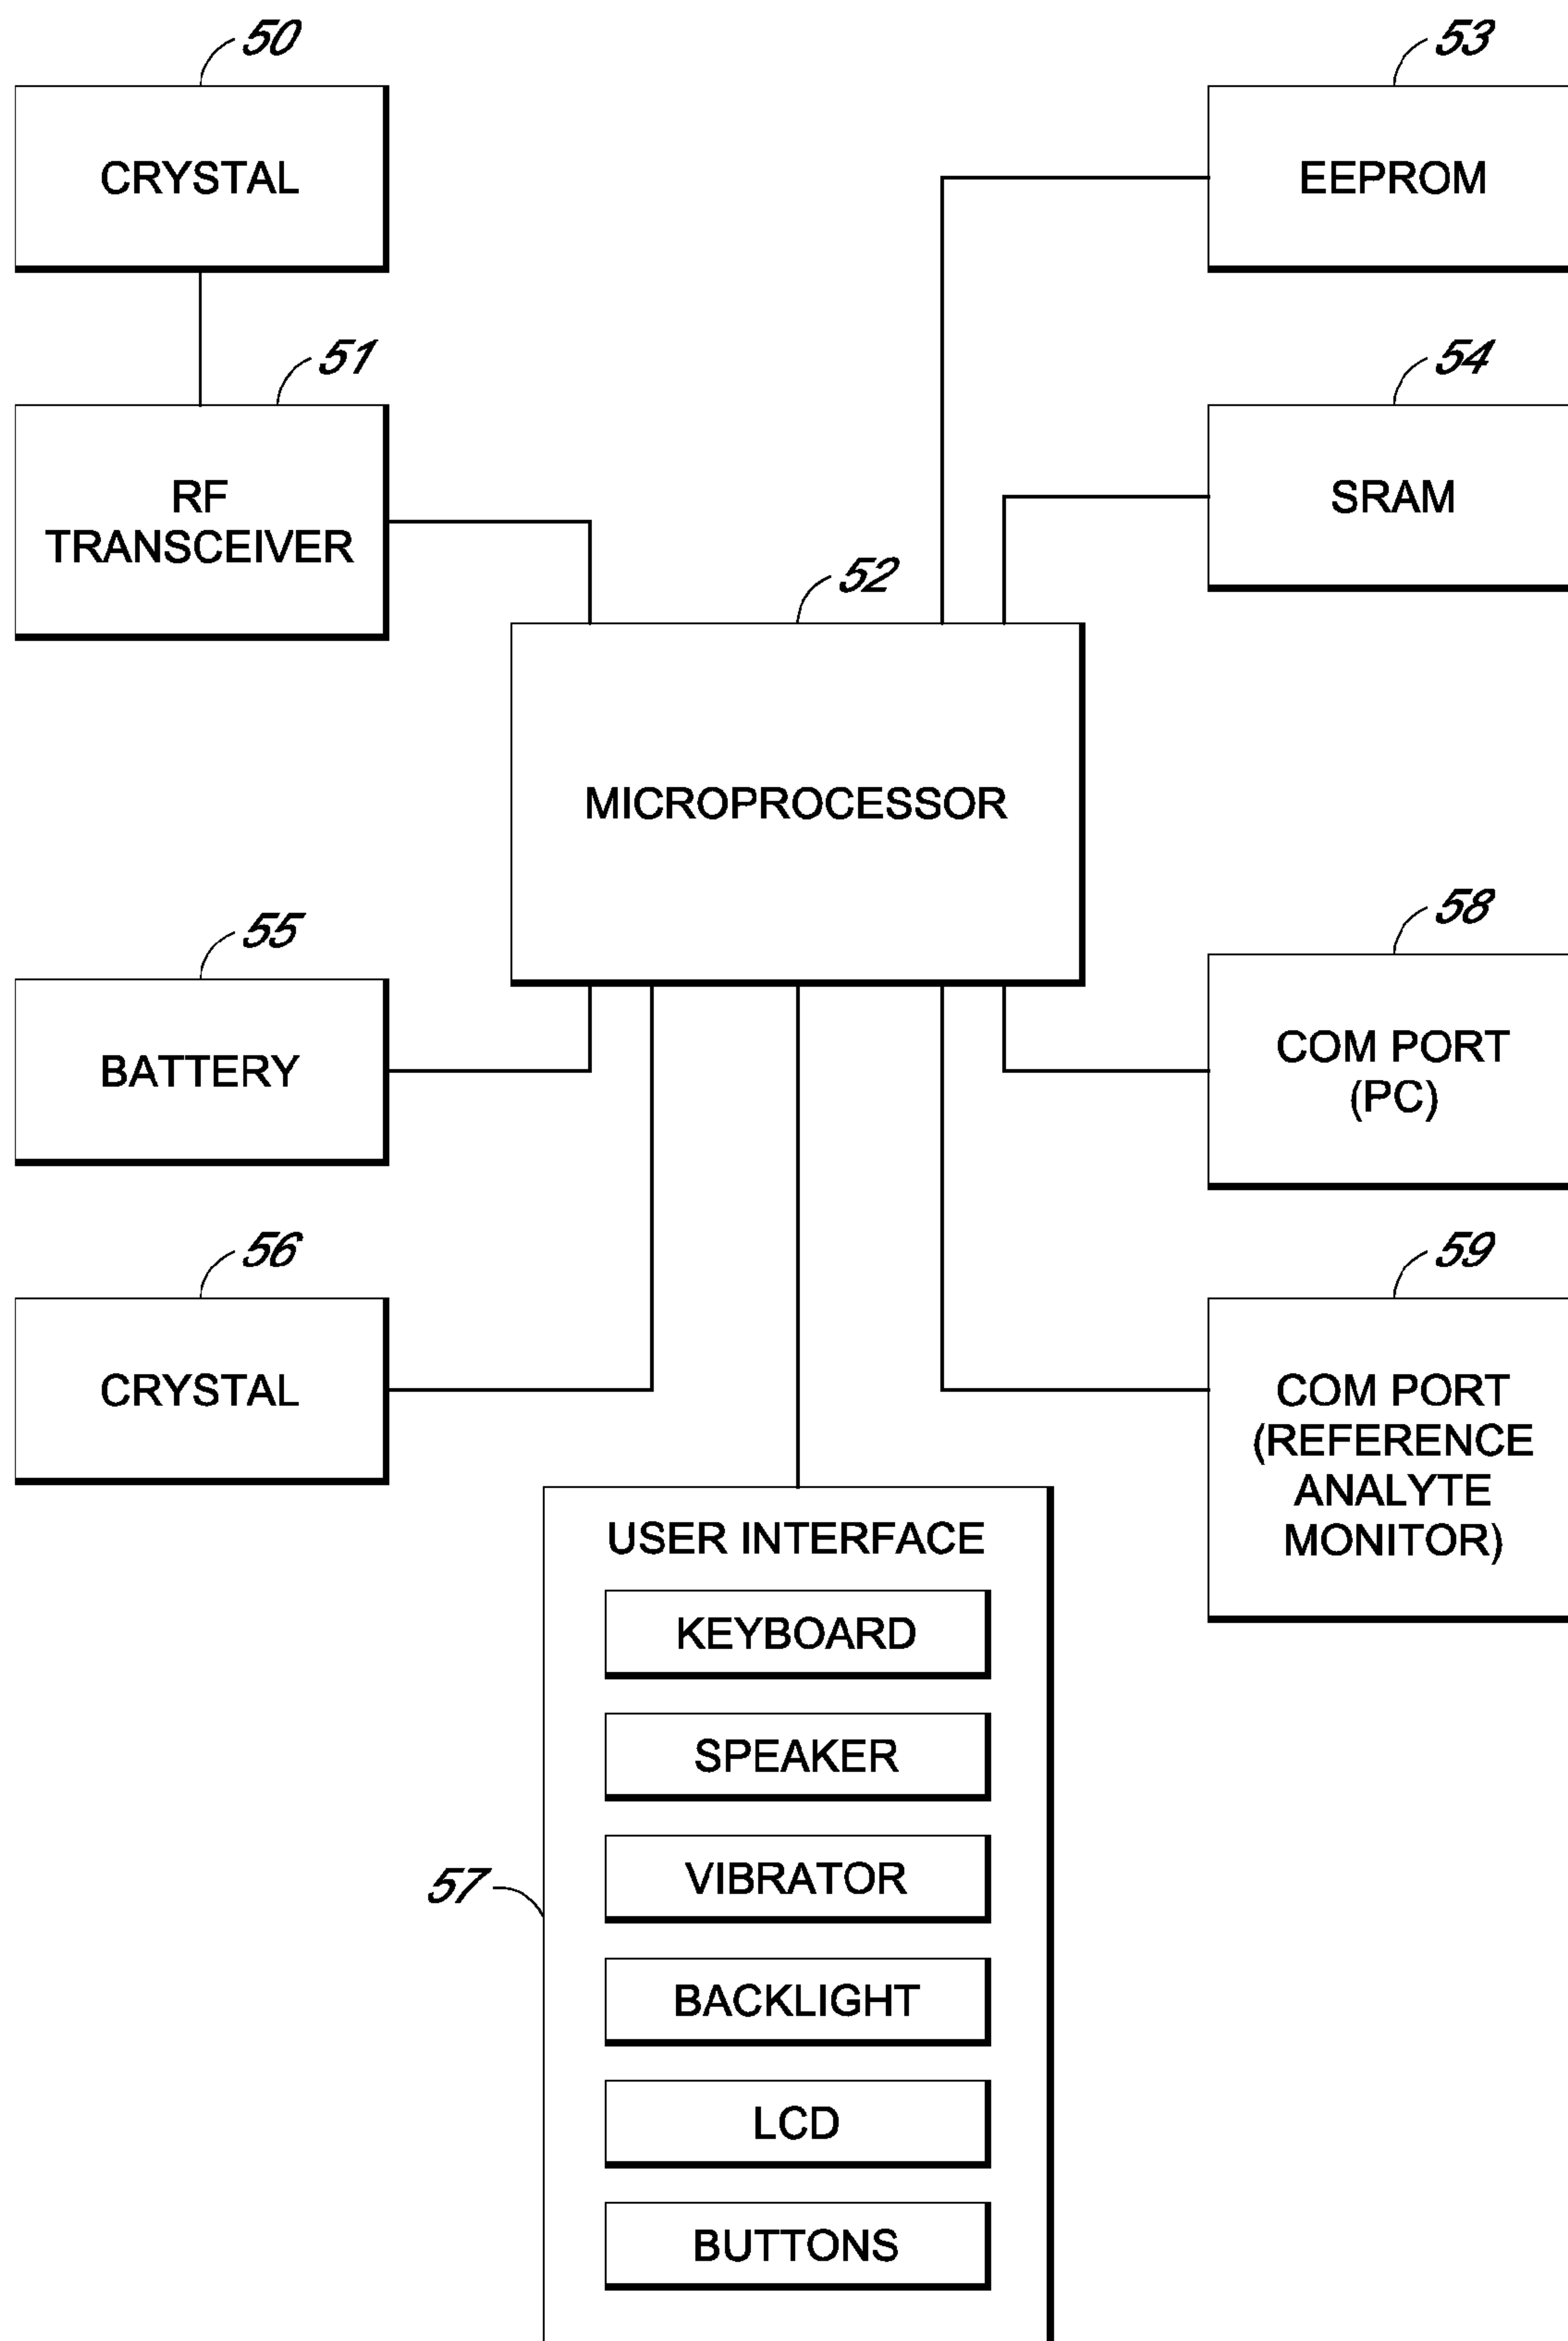 50
CRYSTAL
53
EEPROM
51
RF
TRANSCEIVER
54
SRAM
52
MICROPROCESSOR
55
BATTERY
58
COM PORT
(PC)
56
CRYSTAL
59
COM PORT
(REFERENCE
ANALYTE
MONITOR)
57
USER INTERFACE
KEYBOARD
SPEAKER
VIBRATOR
BACKLIGHT
LCD
BUTTONS